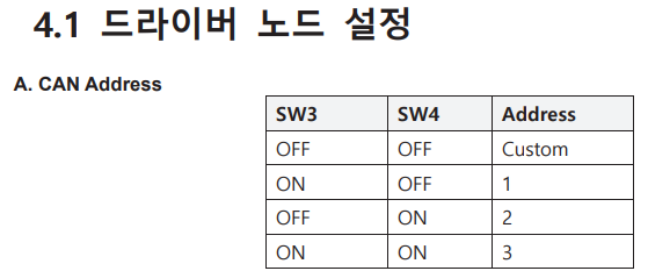 4.1 드라이버 노드 설정
A. CAN Address
SW3 SW4 Address
OFF OFF Custom
ON OFF 1
OFF ON 2
ON ON 3